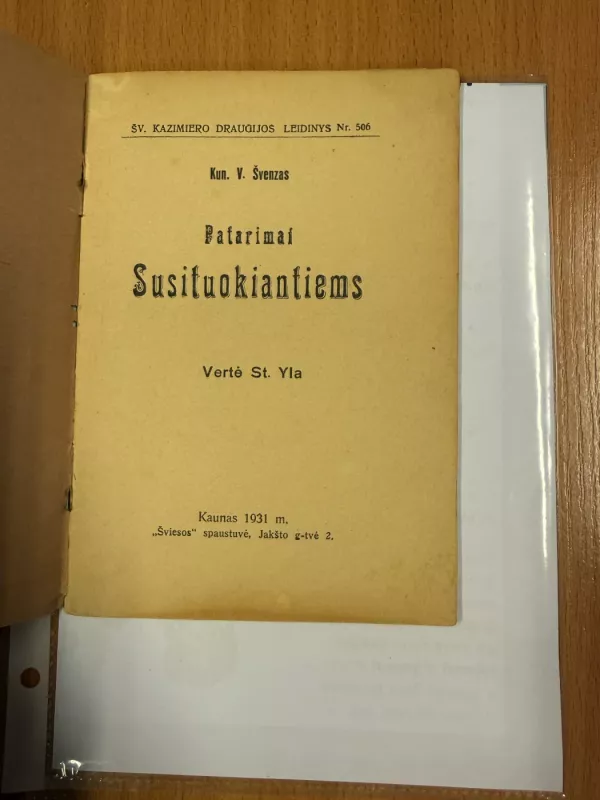 ŠV. KAZIMIERO DRAUGIJOS LEIDINYS Nr. 506
Kun. V. Švenzas
Patarimai
Susituokiantiems
Vertė St. Yla
Kaunas 1931 m.
„Šviesos" spaustuvė, Jakšto g-tvė 2.